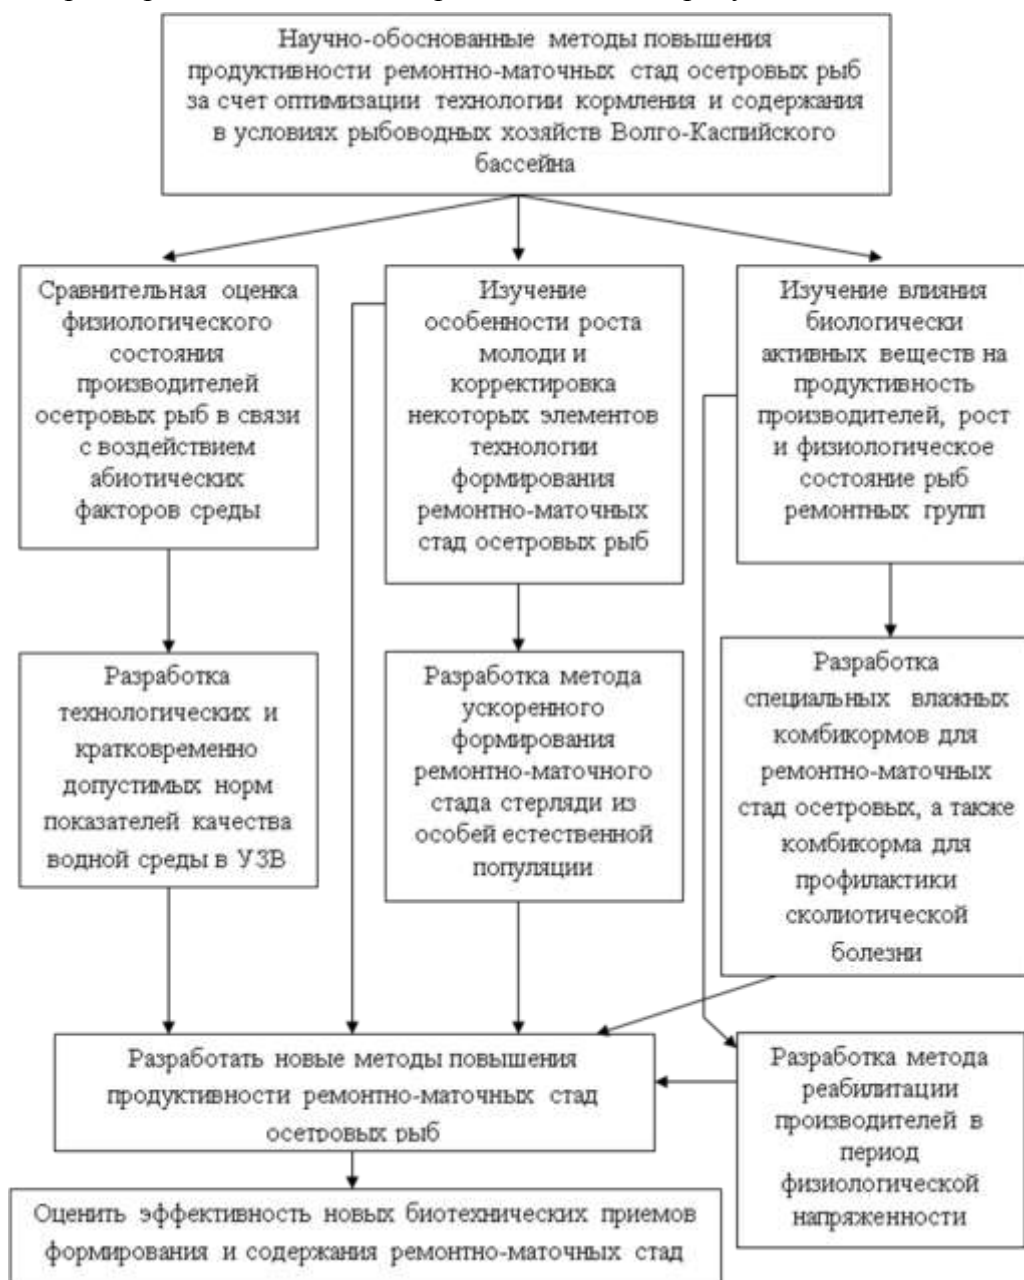 Научно-обоснованные методы повышения
продуктивности ремонтно-маточных стад осетровых рыб
за счет оптимизации технологии кормления и содержания
в условиях рыбоводных хозяйств Волго-Каспийского
бассейна
Сравнительная оценка
физиологического
состояния
производителей
осетровых рыб в связи
с воздействием
абиотических
факторов среды
Изучение
особенности роста
молоди и
корректировка
некоторых элементов
технологии
формирования
ремонтно-маточных
стад осетровых рыб
Изучение влияния
биологически
активных веществ на
продуктивность
производителей, рост
и физиологическое
состояние рыб
ремонтных групп
Разработка
технологических и
кратковременно
допустимых норм
показателей качества
водной среды в УЗВ
Разработка метода
ускоренного
формирования
ремонтно-маточного
стада стерляди из
особей естественной
популяции
Разработка
специальных влажных
комбикормов для
ремонтно-маточных
стад осетровых, а также
комбикорма для
профилактики
сколиотической
болезни
Разработать новые методы повышения
продуктивности ремонтно-маточных стад
осетровых рыб
Разработка метода
реабилитации
производителей в
период
физиологической
напряженности
Оценить эффективность новых биотехнических приемов
формирования и содержания ремонтно-маточных стад